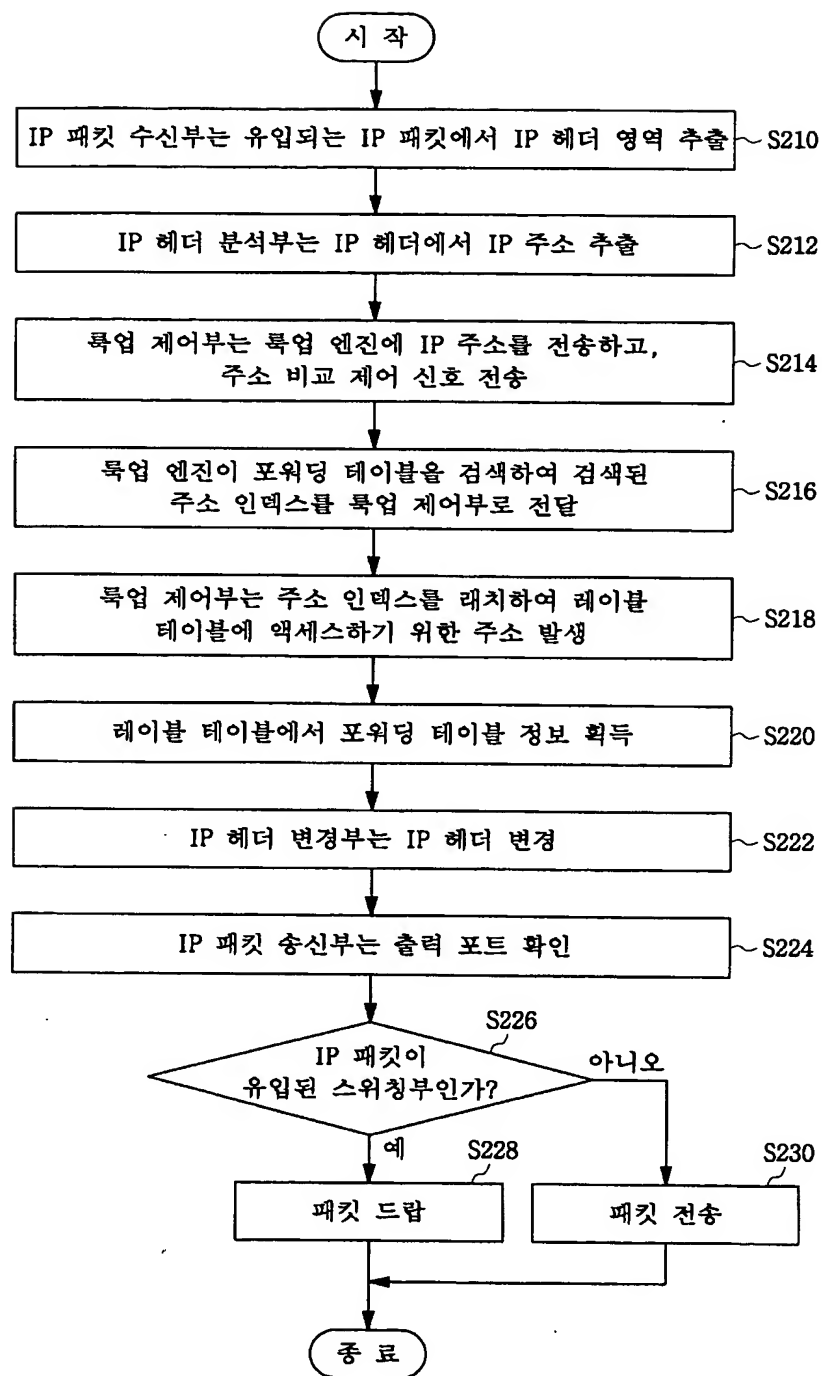 시 작
IP 패킷 수신부는 유입되는 IP 패킷에서 IP 헤더 영역 추출
S210
IP 헤더 분석부는 IP 헤더에서 IP 주소 추출
S212
룩업 제어부는 룩업 엔진에 IP 주소를 전송하고,
주소 비교 제어 신호 전송
S214
룩업 엔진이 포워딩 테이블을 검색하여 검색된
주소 인덱스를 룩업 제어부로 전달
S216
룩업 제어부는 주소 인덱스를 래치하여 레이블
테이블에 액세스하기 위한 주소 발생
S218
레이블 테이블에서 포워딩 테이블 정보 획득
S220
IP 헤더 변경부는 IP 헤더 변경
S222
IP 패킷 송신부는 출력 포트 확인
S224
S226
IP 패킷이
유입된 스위칭부인가?
아니오
예
S228
패킷 드랍
S230
패킷 전송
종 료